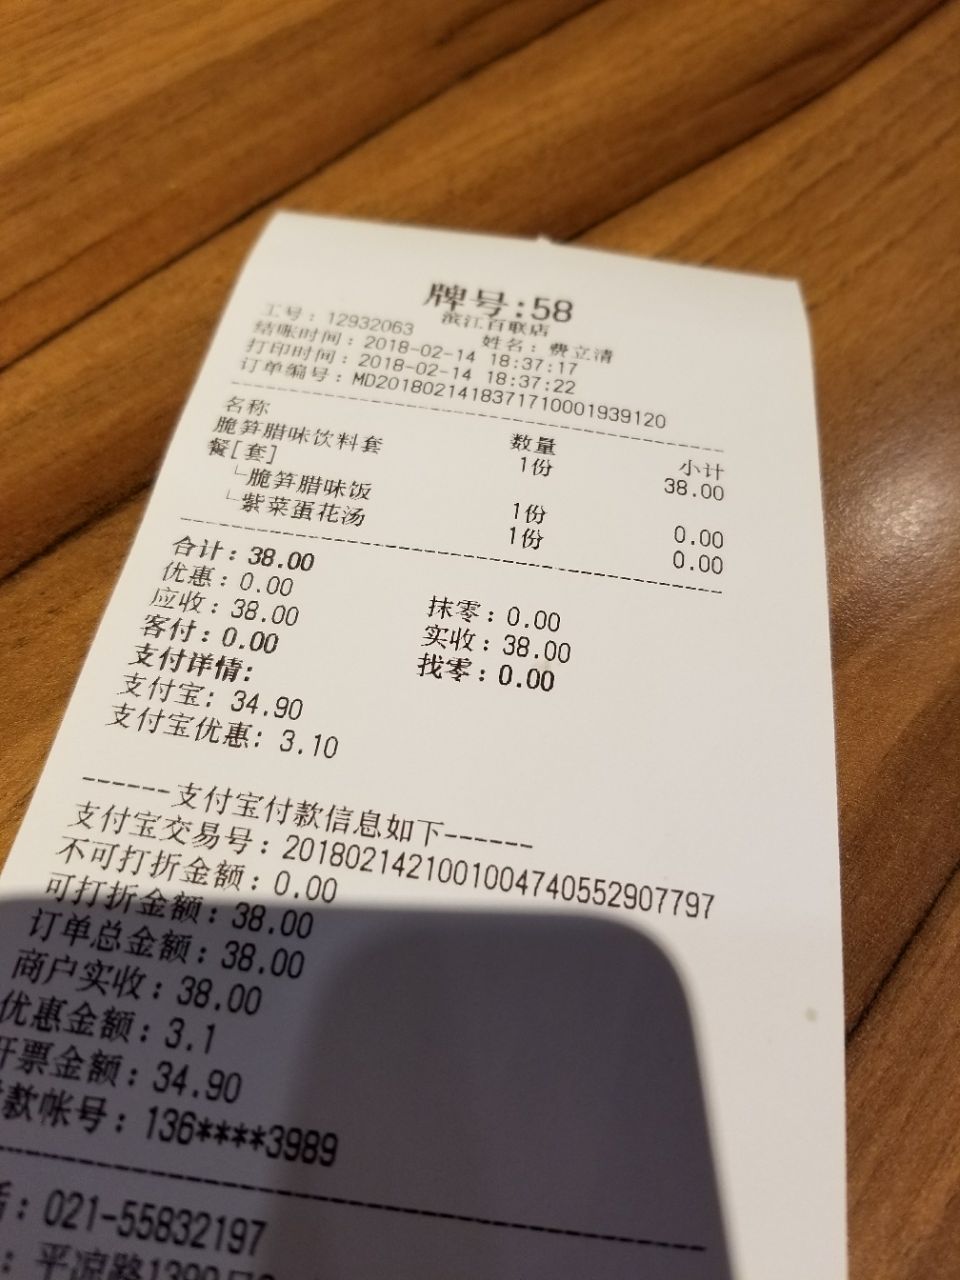 牌号:58
滨江百联店
工号：12932063 姓名：费立清
结账时间：2018-02-14 18:37:17
打印时间：2018-02-14 18:37:22
订单编号：MD2018021418371710001939120
名称 数量 小计
脆笋腊味饮料套 1份 38.00
餐[套]
└脆笋腊味饭 1份 0.00
└紫菜蛋花汤 1份 0.00
合计：38.00
优惠：0.00 抹零：0.00
应收：38.00 实收：38.00
客付：0.00 找零：0.00
支付详情:
支付宝: 34.90
支付宝优惠: 3.10
------支付宝付款信息如下------
支付宝交易号：2018021421001004740552907797
不可打折金额：0.00
可打折金额：38.00
订单总金额：38.00
商户实收：38.00
优惠金额：3.1
开票金额：34.90
款帐号：136****3989
：021-55832197
：平凉路1399号